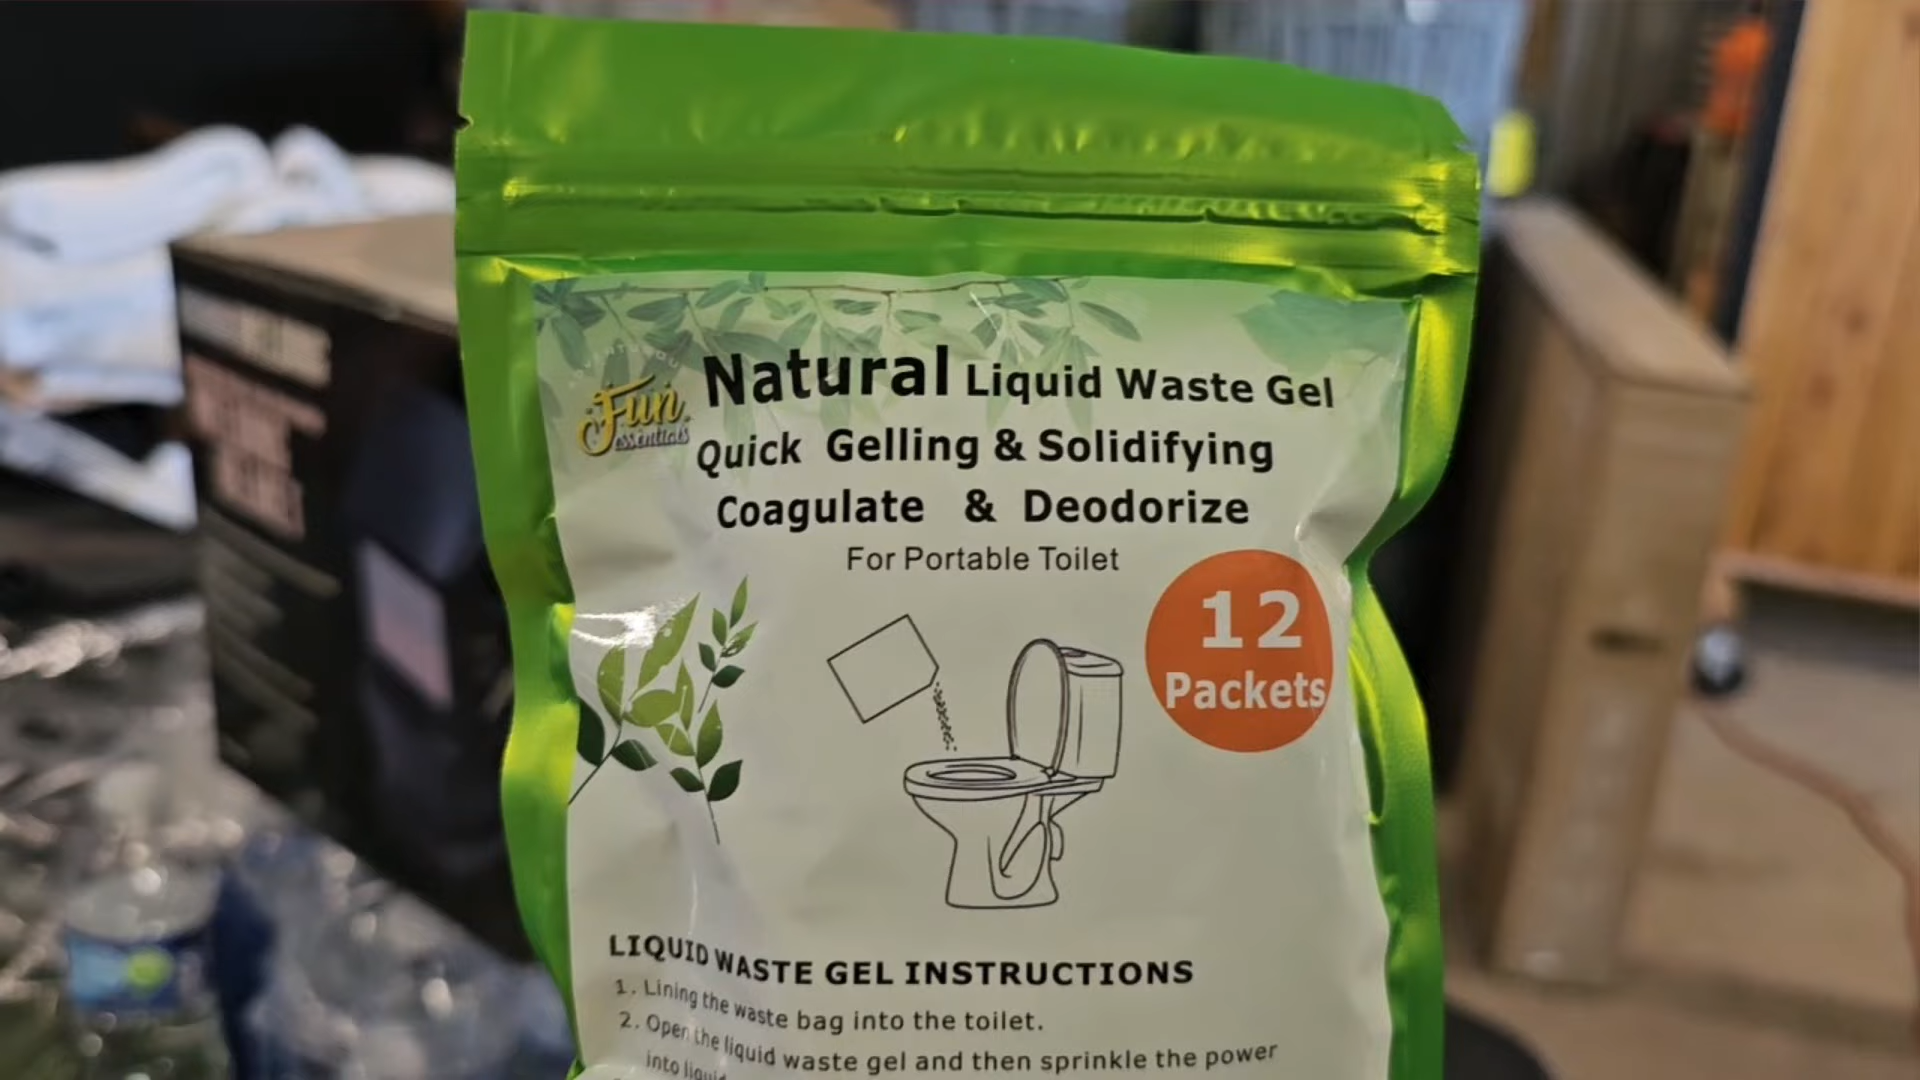 Fun
essentials
Natural Liquid Waste Gel
Quick Gelling & Solidifying
Coagulate & Deodorize
For Portable Toilet
12
Packets
LIQUID WASTE GEL INSTRUCTIONS
1. Lining the waste bag into the toilet.
2. Open the liquid waste gel and then sprinkle the power
into